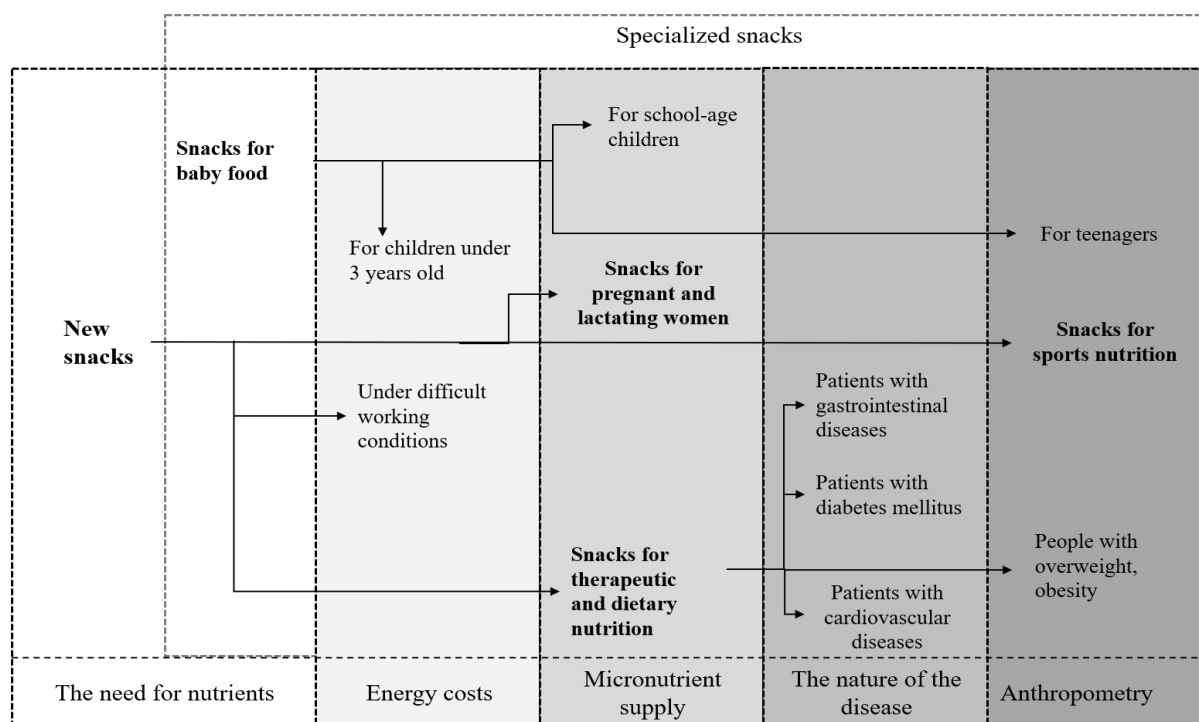 Specialized snacks
Snacks for
baby food
For school-age
children
For children under
3 years old
For teenagers
Snacks for
pregnant and
lactating women
New
snacks
Snacks for
sports nutrition
Under difficult
working
conditions
Patients with
gastrointestinal
diseases
Patients with
diabetes mellitus
Snacks for
therapeutic
and dietary
nutrition
People with
overweight,
obesity
Patients with
cardiovascular
diseases
The need for nutrients
Energy costs
Micronutrient
supply
The nature of the
disease
Anthropometry